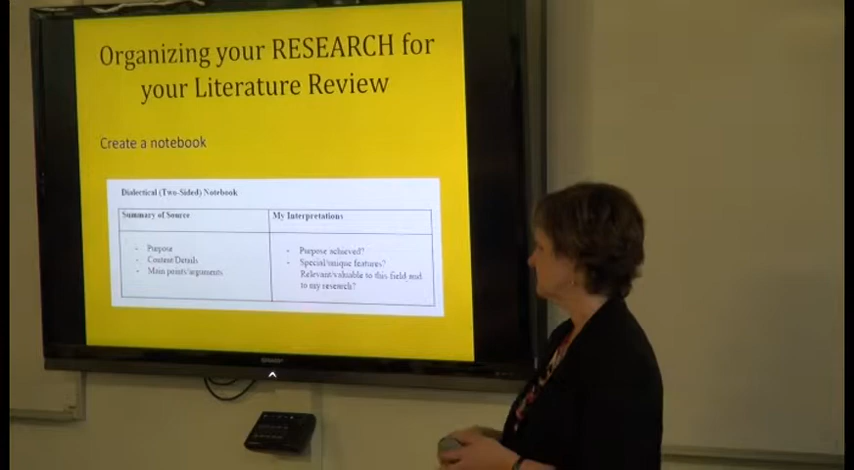 Organizing your RESEARCH for
your Literature Review
Create a notebook
Dialectical (Two-Sided) Notebook
Summary of Source
My Interpretations
- Purpose
- Content Details
- Main points/arguments
- Purpose achieved?
- Special/unique features?
Relevant/valuable to this field and
to my research?
SHARP